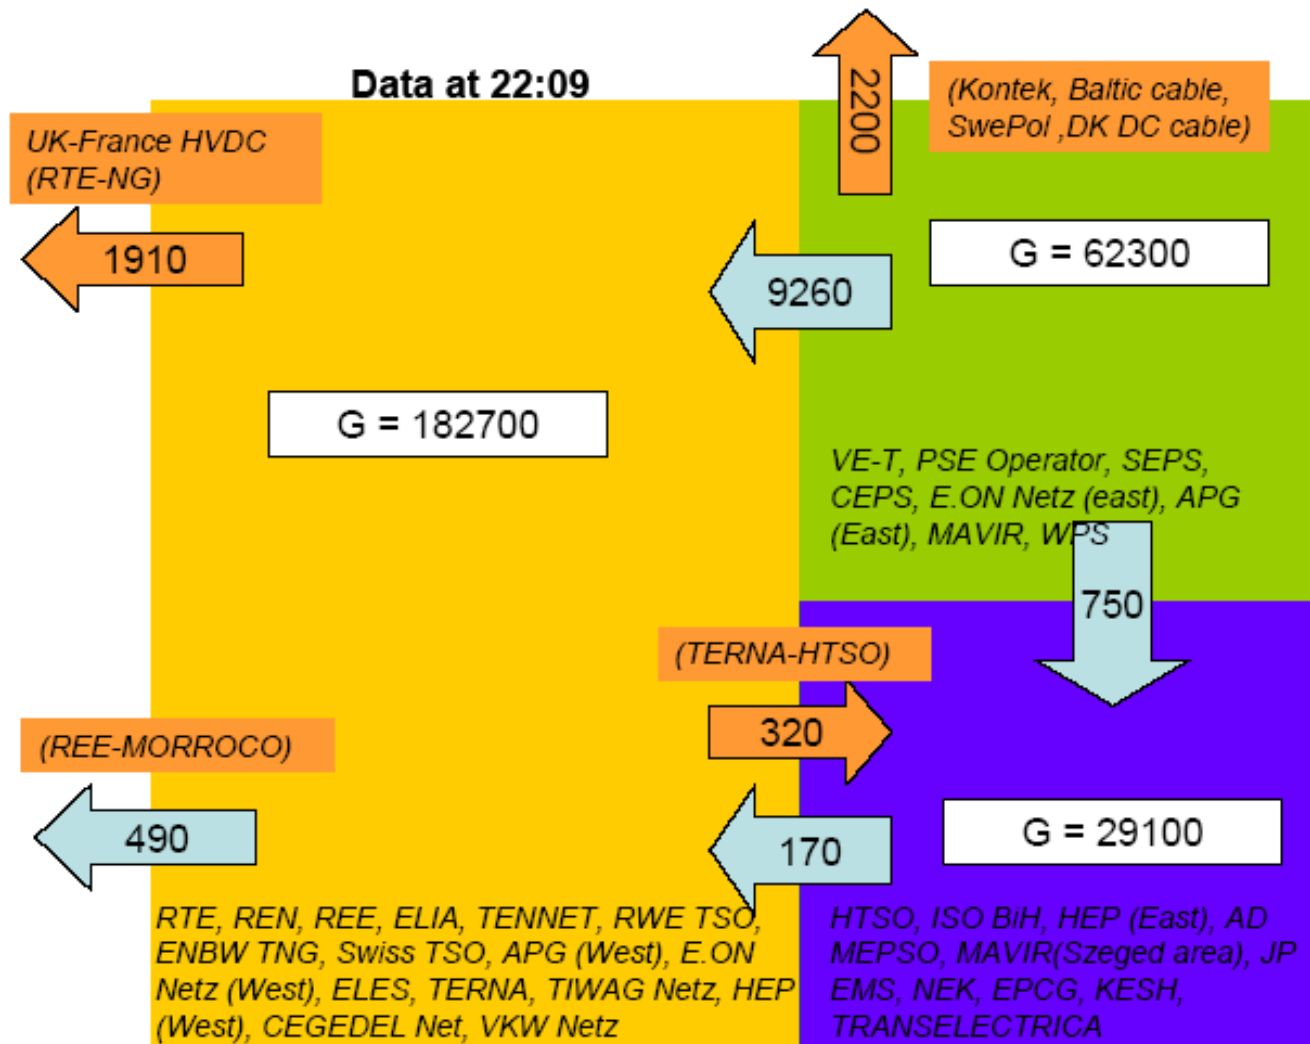 Data at 22:09
2200
(Kontek, Baltic cable,
SwePol ,DK DC cable)
UK-France HVDC
(RTE-NG)
1910
9260
G = 62300
G = 182700
VE-T, PSE Operator, SEPS,
CEPS, E.ON Netz (east), APG
(East), MAVIR, WPS
750
(TERNA-HTSO)
320
(REE-MORROCO)
490
170
G = 29100
RTE, REN, REE, ELIA, TENNET, RWE TSO,
ENBW TNG, Swiss TSO, APG (West), E.ON
Netz (West), ELES, TERNA, TIWAG Netz, HEP
(West), CEGEDEL Net, VKW Netz
HTSO, ISO BiH, HEP (East), AD
MEPSO, MAVIR(Szeged area), JP
EMS, NEK, EPCG, KESH,
TRANSELECTRICA